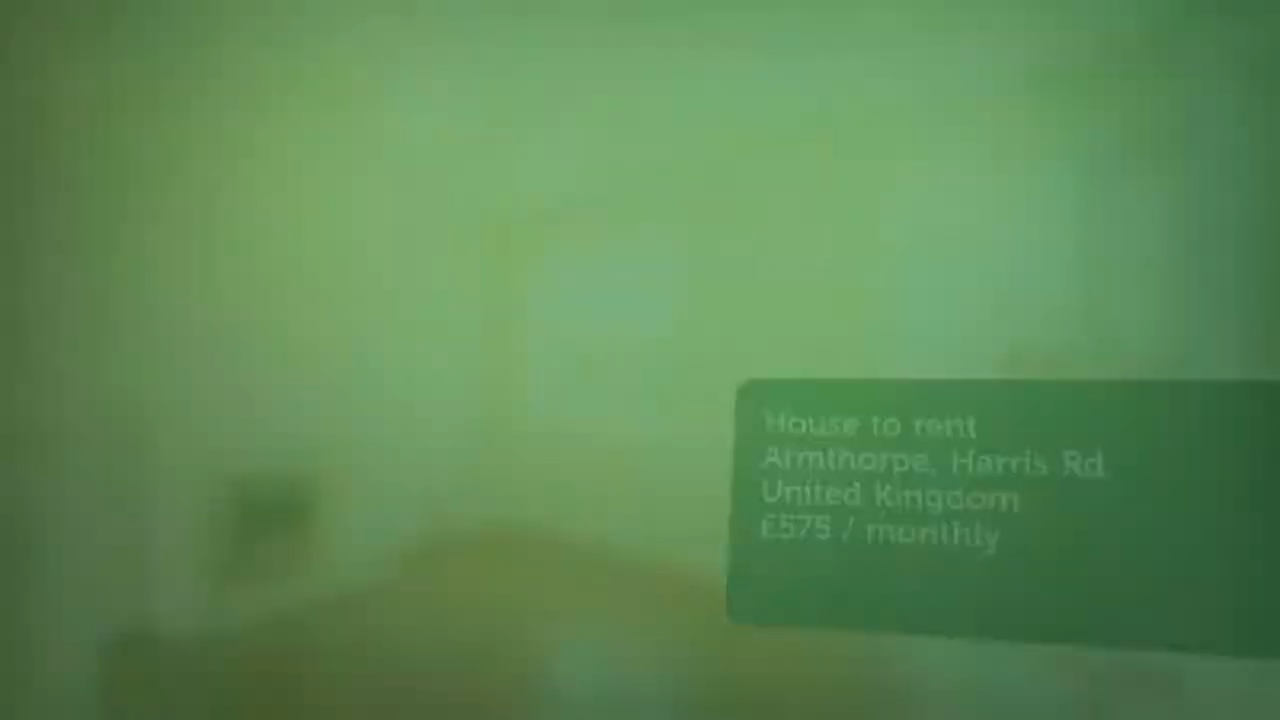 House to rent
Armthorpe, Harris Rd.
United Kingdom
£575 / monthly